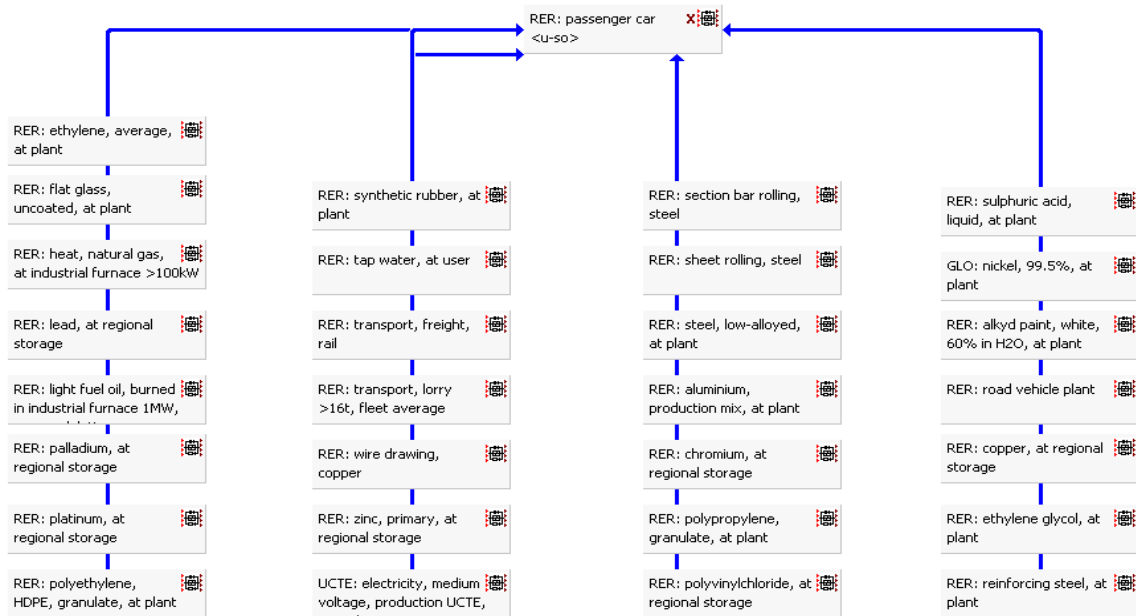 RER: passenger car
<u-so>
X
RER: ethylene, average,
at plant
RER: flat glass,
uncoated, at plant
RER: heat, natural gas,
at industrial furnace >100kW
RER: lead, at regional
storage
RER: light fuel oil, burned
in industrial furnace 1MW,
RER: palladium, at
regional storage
RER: platinum, at
regional storage
RER: polyethylene,
HDPE, granulate, at plant
RER: synthetic rubber, at
plant
RER: tap water, at user
RER: transport, freight,
rail
RER: transport, lorry
>16t, fleet average
RER: wire drawing,
copper
RER: zinc, primary, at
regional storage
UCTE: electricity, medium
voltage, production UCTE,
RER: section bar rolling,
steel
RER: sheet rolling, steel
RER: steel, low-alloyed,
at plant
RER: aluminium,
production mix, at plant
RER: chromium, at
regional storage
RER: polypropylene,
granulate, at plant
RER: polyvinylchloride, at
regional storage
RER: sulphuric acid,
liquid, at plant
GLO: nickel, 99.5%, at
plant
RER: alkyd paint, white,
60% in H2O, at plant
RER: road vehicle plant
RER: copper, at regional
storage
RER: ethylene glycol, at
plant
RER: reinforcing steel, at
plant